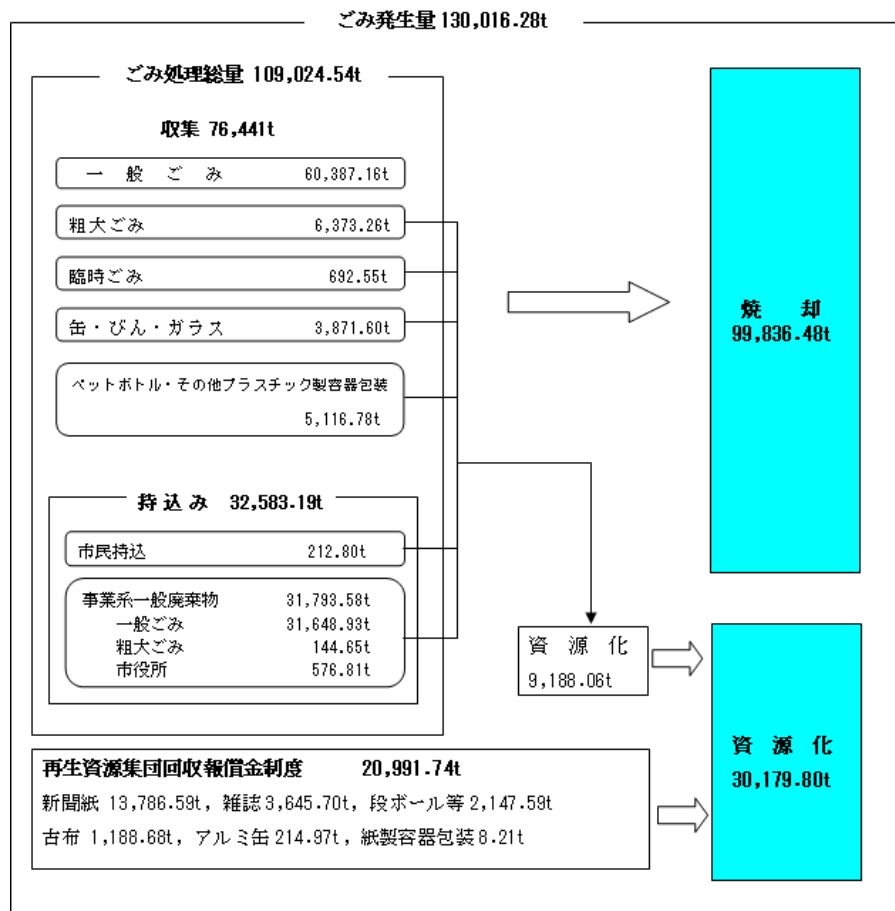 ごみ発生量 130,016.28t
ごみ処理総量 109,024.54t
収集 76,441t
一般ごみ 60,387.16t
粗大ごみ 6,373.26t
臨時ごみ 692.55t
缶・びん・ガラス 3,871.60t
ペットボトル・その他プラスチック製容器包装
5,116.78t
持込み 32,583.19t
市民持込 212.80t
事業系一般廃棄物 31,793.58t
一般ごみ 31,648.93t
粗大ごみ 144.65t
市役所 576.81t
焼却
99,836.48t
資源化
9,188.06t
資源化
30,179.80t
再生資源集団回収報償金制度 20,991.74t
新聞紙 13,786.59t, 雑誌3,645.70t, 段ボール等2,147.59t
古布 1,188.68t, アルミ缶214.97t, 紙製容器包装8.21t